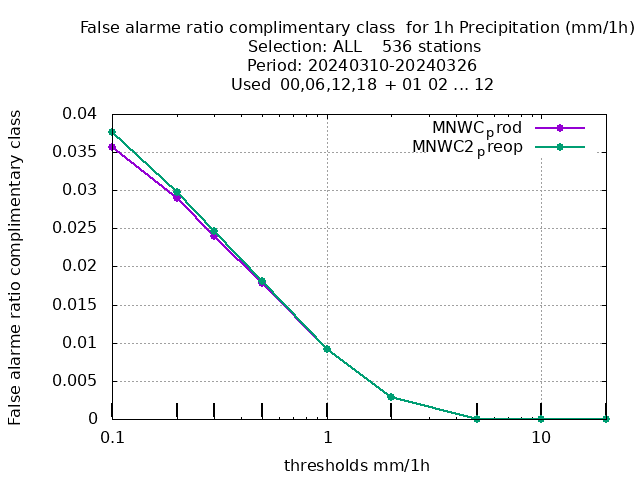 False alarme ratio complimentary class  for 1h Precipitation (mm/1h)
Selection: ALL    536 stations
Period: 20240310-20240326
Used  00,06,12,18  + 01 02 ... 12
False alarme ratio complimentary class
0.04
0.035
0.03
0.025
0.02
0.015
0.01
0.005
0
MNWCprod
MNWC2preop
0.1 1 10
thresholds mm/1h